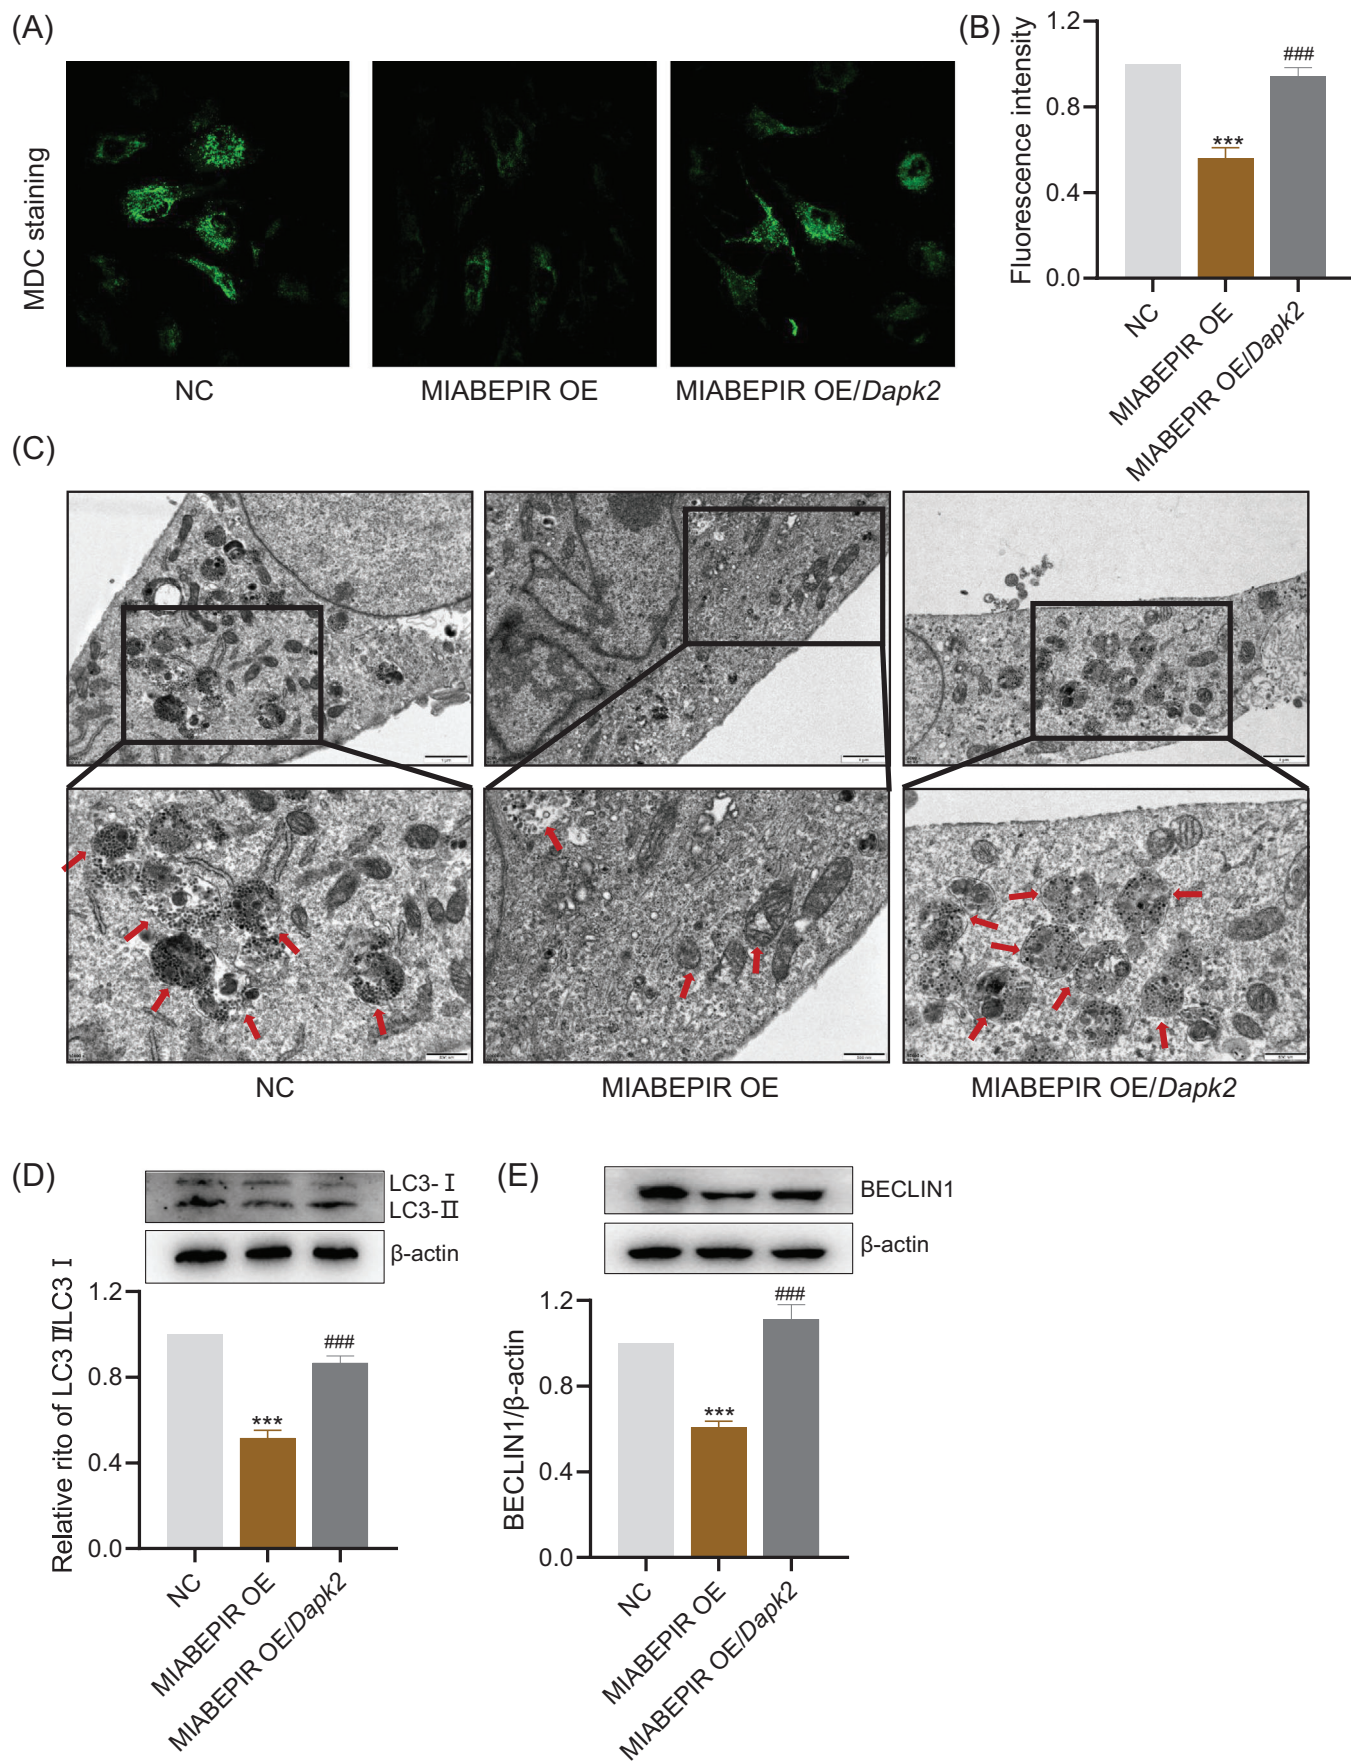 (A)
MDC staining
NC
MIABEPIR OE
MIABEPIR OE/Dapk2
(B)
Fluorescence intensity
1.2
0.8
0.4
0.0
***
###
NC
MIABEPIR OE
MIABEPIR OE/Dapk2
(C)
NC
MIABEPIR OE
MIABEPIR OE/Dapk2
(D)
LC3-Ⅰ
LC3-Ⅱ
β-actin
Relative rito of LC3Ⅱ/LC3Ⅰ
1.2
0.8
0.4
0.0
***
###
NC
MIABEPIR OE
MIABEPIR OE/Dapk2
(E)
BECLIN1
β-actin
BECLIN1/β-actin
1.2
0.8
0.4
0.0
***
###
NC
MIABEPIR OE
MIABEPIR OE/Dapk2